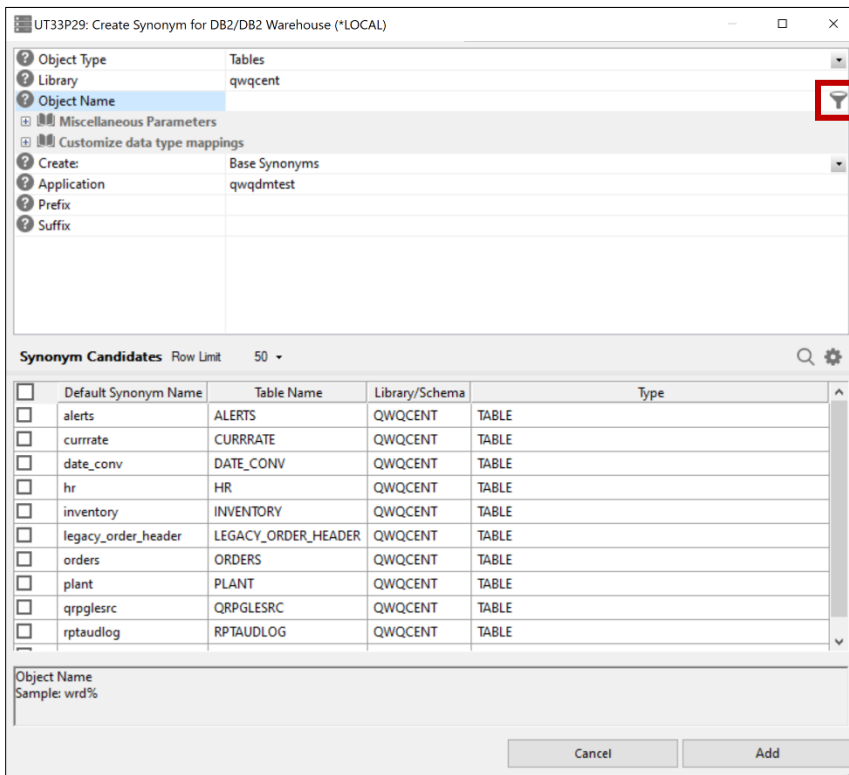 UT33P29: Create Synonym for DB2/DB2 Warehouse (*LOCAL)
Object Type Tables
Library qwqcent
Object Name
Miscellaneous Parameters
Customize data type mappings
Create: Base Synonyms
Application qwqdmtest
Prefix
Suffix
Synonym Candidates Row Limit 50
Default Synonym Name Table Name Library/Schema Type
alerts ALERTS QWQCENT TABLE
currrate CURRRATE QWQCENT TABLE
date_conv DATE_CONV QWQCENT TABLE
hr HR QWQCENT TABLE
inventory INVENTORY QWQCENT TABLE
legacy_order_header LEGACY_ORDER_HEADER QWQCENT TABLE
orders ORDERS QWQCENT TABLE
plant PLANT QWQCENT TABLE
qrpglesrc QRPGLESRC QWQCENT TABLE
rptaudlog RPTAUDLOG QWQCENT TABLE
Object Name
Sample: wrd%
Cancel Add